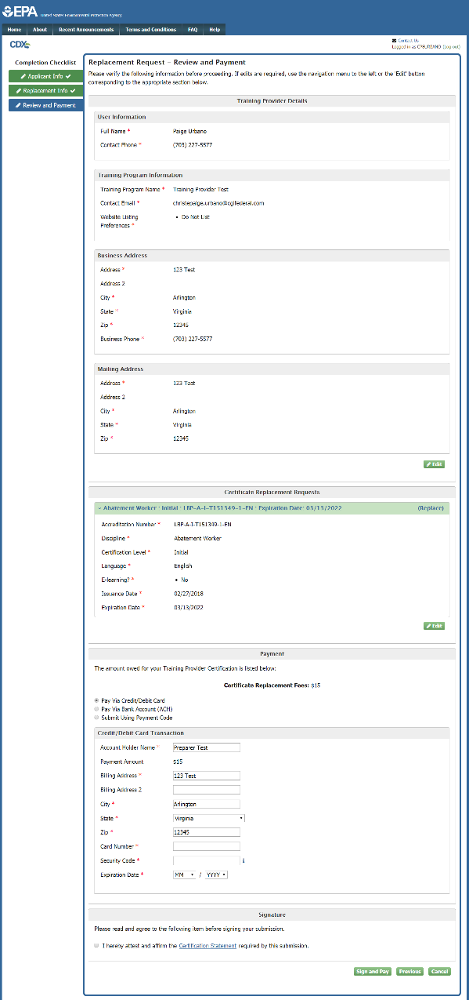 EPA United States Environmental Protection Agency
Home About Recent Announcements Terms and Conditions FAQ Help
CDX
Contact Us
Logged in as CPBURBANO (Log out)
Completion Checklist
Applicant Info
Replacement Info
Review and Payment
Replacement Request - Review and Payment
Please verify the following information before proceeding. If edits are required, use the navigation menu to the left or the 'Edit' button
corresponding to the appropriate section below.
Training Provider Details
User Information
Full Name * Paige Urbano
Contact Phone * (703) 227-5577
Training Program Information
Training Program Name * Training Provider Test
Contact Email * christepaige.urbano@cgifederal.com
Website Listing
Preferences * • Do Not List
Business Address
Address * 123 Test
Address 2
City * Arlington
State * Virginia
Zip * 12345
Business Phone * (703) 227-5577
Mailing Address
Address * 123 Test
Address 2
City * Arlington
State * Virginia
Zip * 12345
Edit
Certificate Replacement Requests
Abatement Worker : Initial : LBP-A-I-T151349-1-EN : Expiration Date: 03/13/2022 (Replace)
Accreditation Number * LBP-A-I-T151349-1-EN
Discipline * Abatement Worker
Certification Level * Initial
Language * English
E-learning? * • No
Issuance Date * 02/27/2018
Expiration Date * 03/13/2022
Edit
Payment
The amount owed for your Training Provider Certification is listed below:
Certificate Replacement Fees: $15
Pay Via Credit/Debit Card
Pay Via Bank Account (ACH)
Submit Using Payment Code
Credit/Debit Card Transaction
Account Holder Name * Preparer Test
Payment Amount $15
Billing Address * 123 Test
Billing Address 2
City * Arlington
State * Virginia
Zip * 12345
Card Number *
Security Code * i
Expiration Date * MM / YYYY
Signature
Please read and agree to the following item before signing your submission.
I hereby attest and affirm the Certification Statement required by this submission.
Sign and Pay Previous Cancel